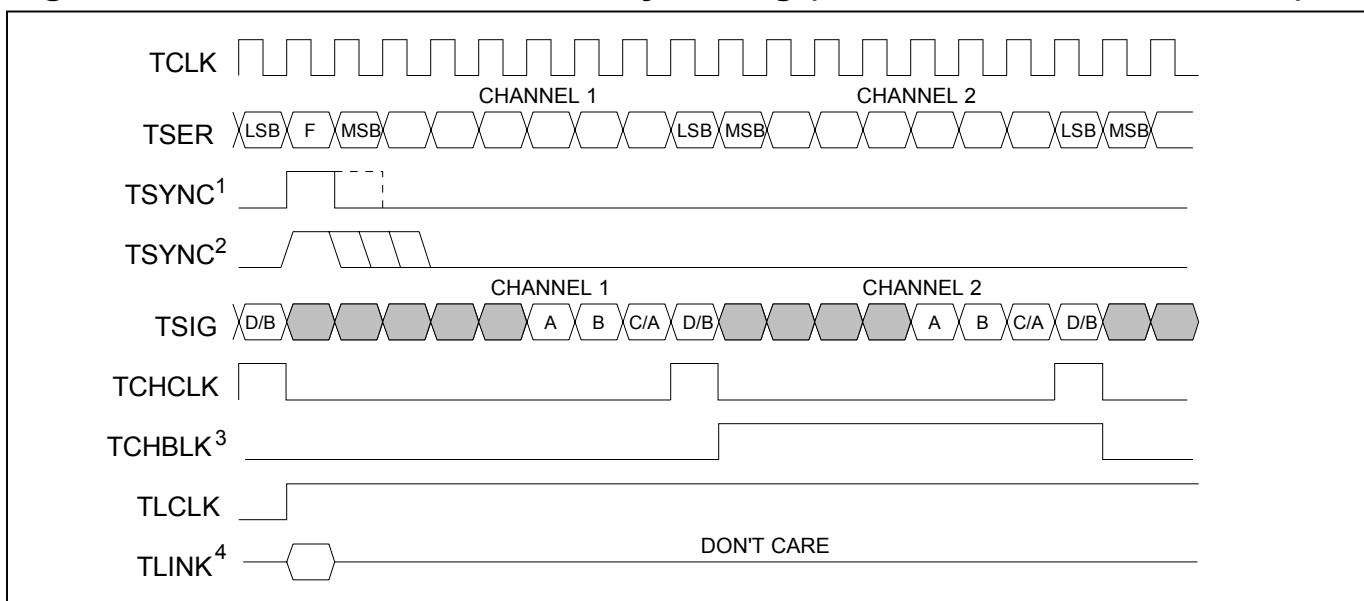 TCLK
CHANNEL 1 CHANNEL 2
TSER LSB F MSB LSB MSB LSB MSB
TSYNC1
TSYNC2
CHANNEL 1 CHANNEL 2
TSIG D/B A B C/A D/B A B C/A D/B
TCHCLK
TCHBLK3
TLCLK
DON'T CARE
TLINK4